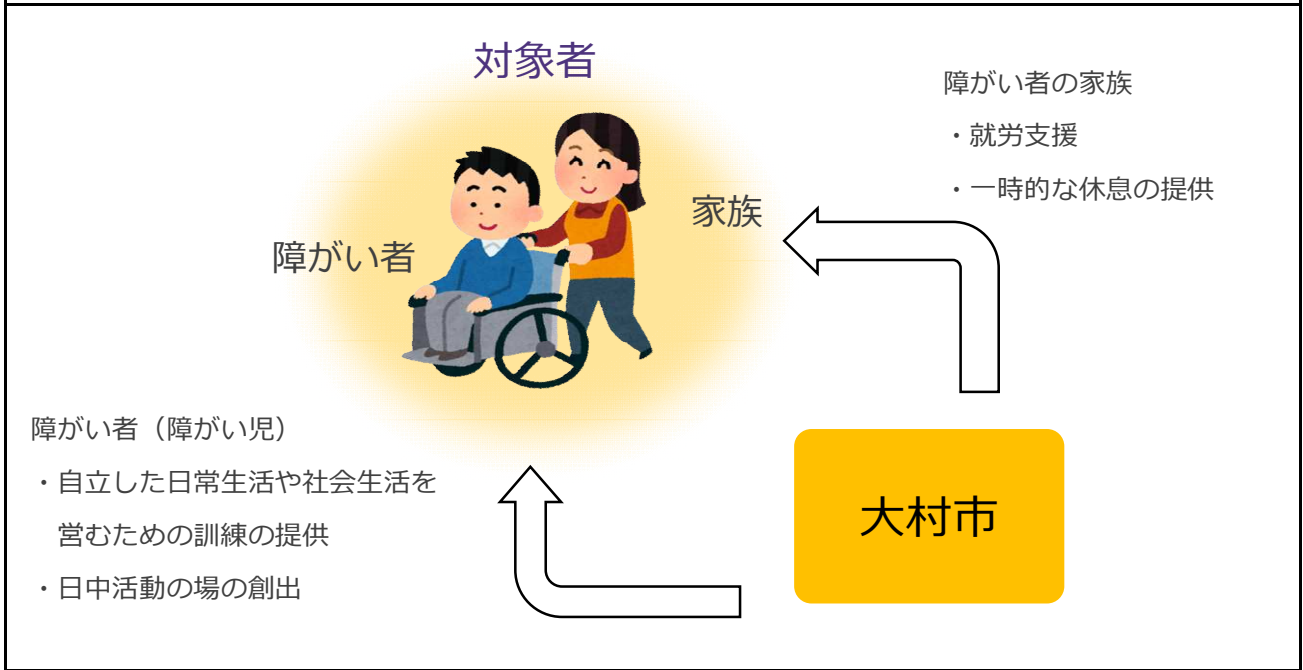 対象者
障がい者の家族
・就労支援
・一時的な休息の提供
家族
障がい者
障がい者（障がい児）
・自立した日常生活や社会生活を
営むための訓練の提供
・日中活動の場の創出
大村市